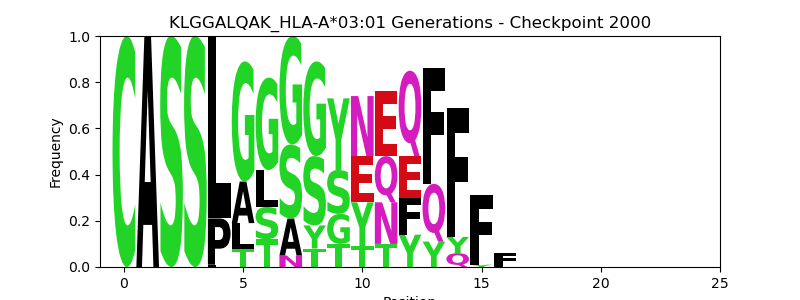 KLGGALQAK_HLA-A*03:01 Generations - Checkpoint 2000
1.0
0.8
0.6
0.4
0.2
0.0
Frequency
C A S S L G G G G Y N E Q F F F F
P A L S S S E Q E Q Y
L S A Y G Y N F Y Q
T T N T T T T Y
0 5 10 15 20 25
Position